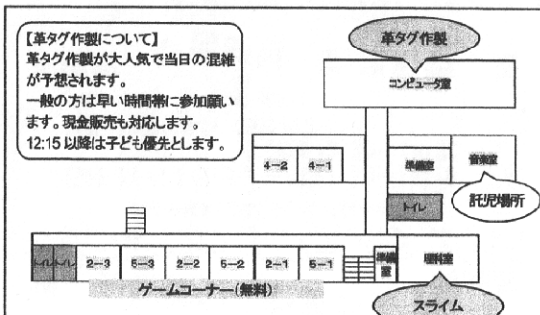 【革タグ作製について】
革タグ作製が大人気で当日の混雑
が予想されます。
一般の方は早い時間帯に参加願い
ます。現金販売も対応します。
12:15 以降は子ども優先とします。
革タグ作製
コンピュータ室
4－2
4－1
準備室
音楽室
トイレ
託児場所
トイレ
トイレ
2－3
5－3
2－2
5－2
2－1
5－1
準備室
理科室
ゲームコーナー(無料)
スライム